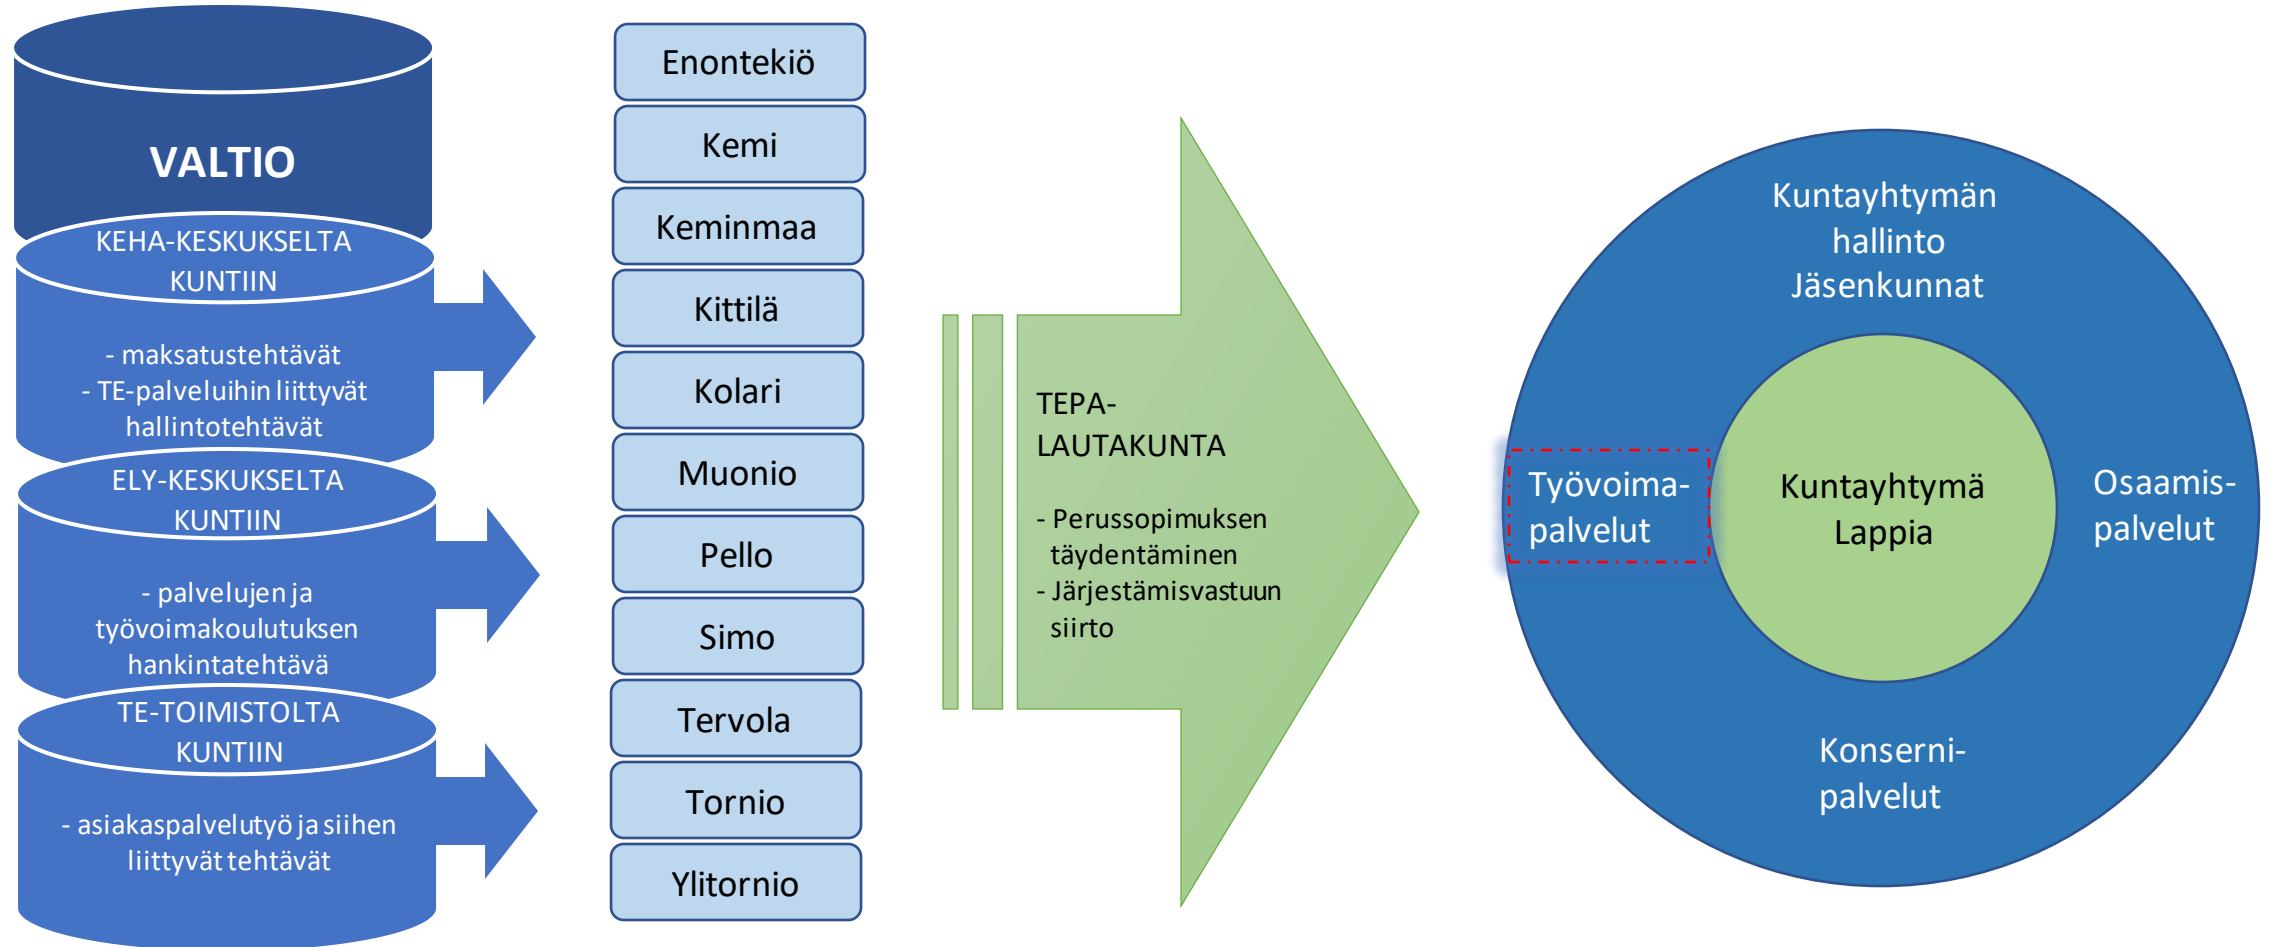 VALTIO
KEHA-KESKUKSELTA
KUNTIIN
- maksatustehtävät
- TE-palveluihin liittyvät
hallintotehtävät
ELY-KESKUKSELTA
KUNTIIN
- palvelujen ja
työvoimakoulutuksen
hankintatehtävä
TE-TOIMISTOLTA
KUNTIIN
- asiakaspalvelutyö ja siihen
liittyvät tehtävät
Enontekiö
Kemi
Keminmaa
Kittilä
Kolari
Muonio
Pello
Simo
Tervola
Tornio
Ylitornio
TEPA-
LAUTAKUNTA
- Perussopimuksen
täydentäminen
- Järjestämisvastuun
siirto
Kuntayhtymän
hallinto
Jäsenkunnat
Työvoima-
palvelut
Kuntayhtymä
Lappia
Osaamis-
palvelut
Konserni-
palvelut